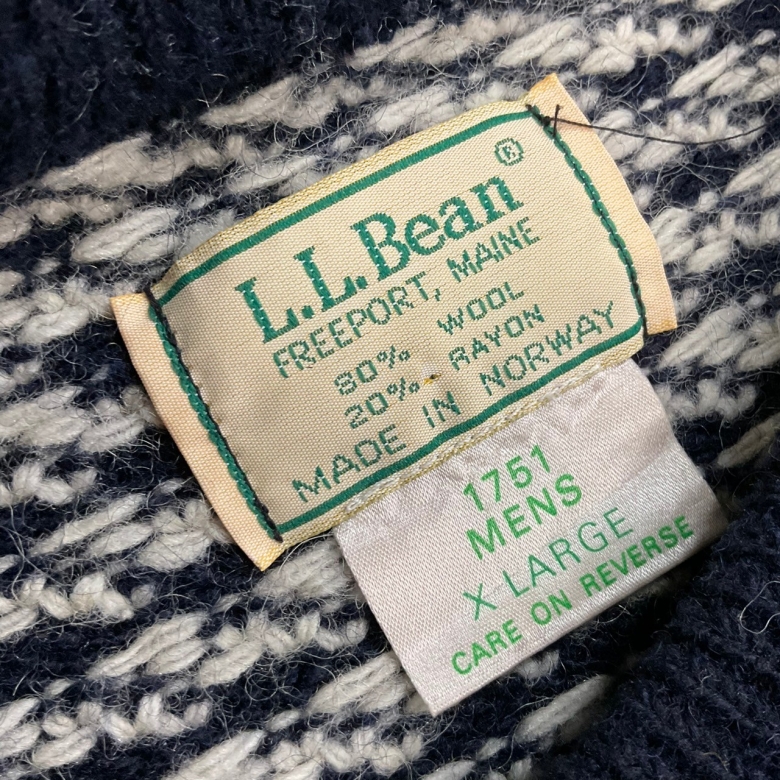 ®
L.L.Bean
FREEPORT, MAINE
80% WOOL
20% RAYON
MADE IN NORWAY
1751
MENS
X-LARGE
CARE ON REVERSE